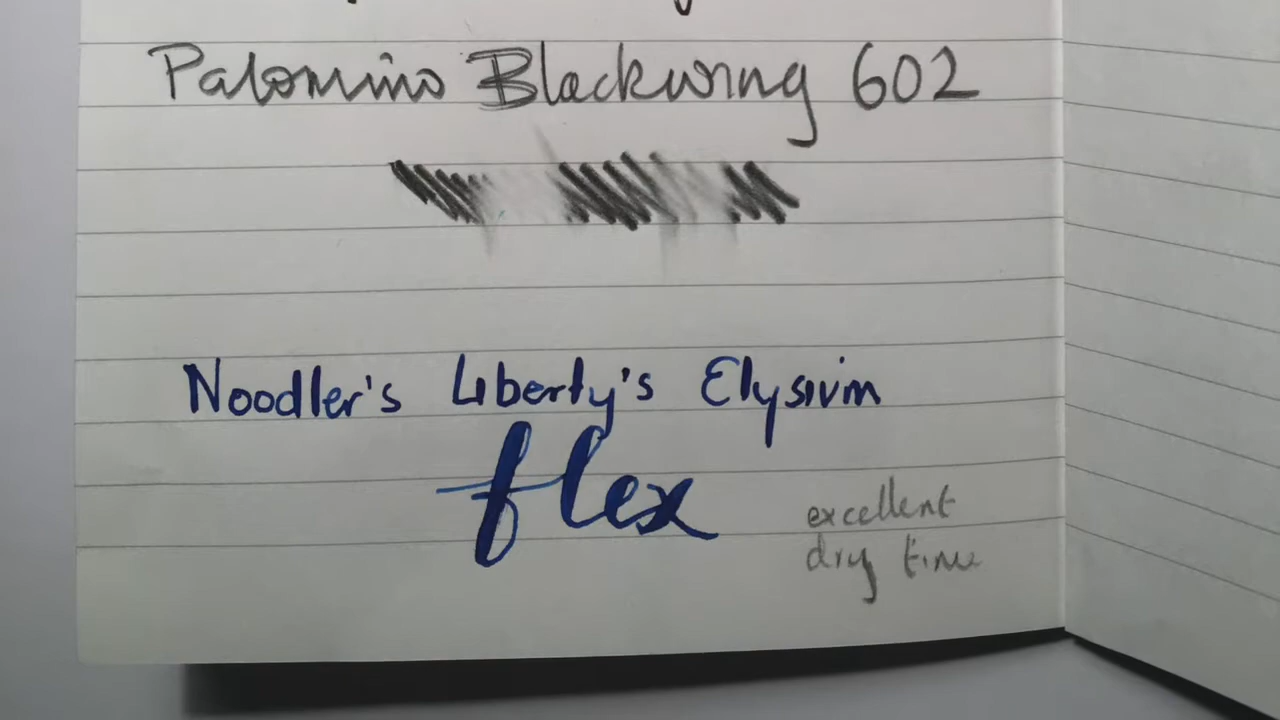 Palomino Blackwing 602
Noodler's Liberty's Elysium
flex
excellent
dry time